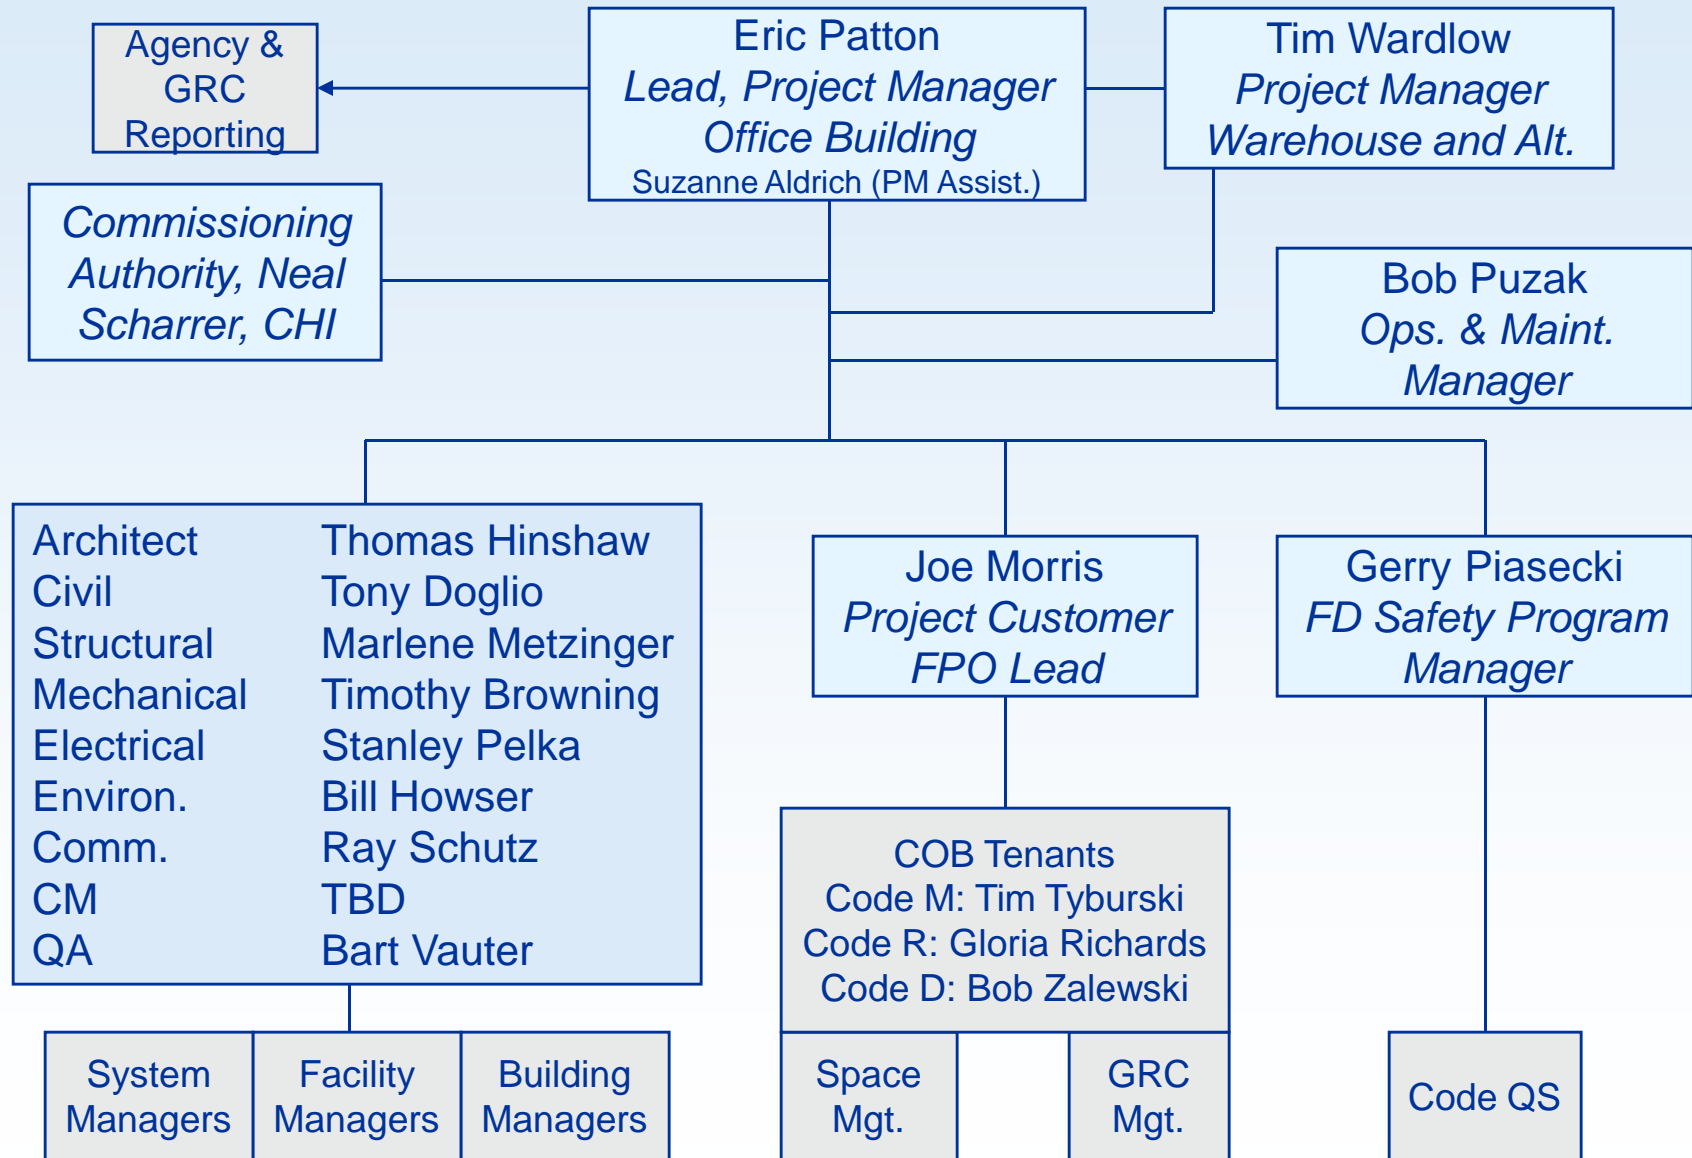 Agency &
GRC
Reporting
Eric Patton
Lead, Project Manager
Office Building
Suzanne Aldrich (PM Assist.)
Tim Wardlow
Project Manager
Warehouse and Alt.
Commissioning
Authority, Neal
Scharrer, CHI
Bob Puzak
Ops. & Maint.
Manager
Architect Thomas Hinshaw
Civil Tony Doglio
Structural Marlene Metzinger
Mechanical Timothy Browning
Electrical Stanley Pelka
Environ. Bill Howser
Comm. Ray Schutz
CM TBD
QA Bart Vauter
Joe Morris
Project Customer
FPO Lead
Gerry Piasecki
FD Safety Program
Manager
COB Tenants
Code M: Tim Tyburski
Code R: Gloria Richards
Code D: Bob Zalewski
System
Managers
Facility
Managers
Building
Managers
Space
Mgt.
GRC
Mgt.
Code QS